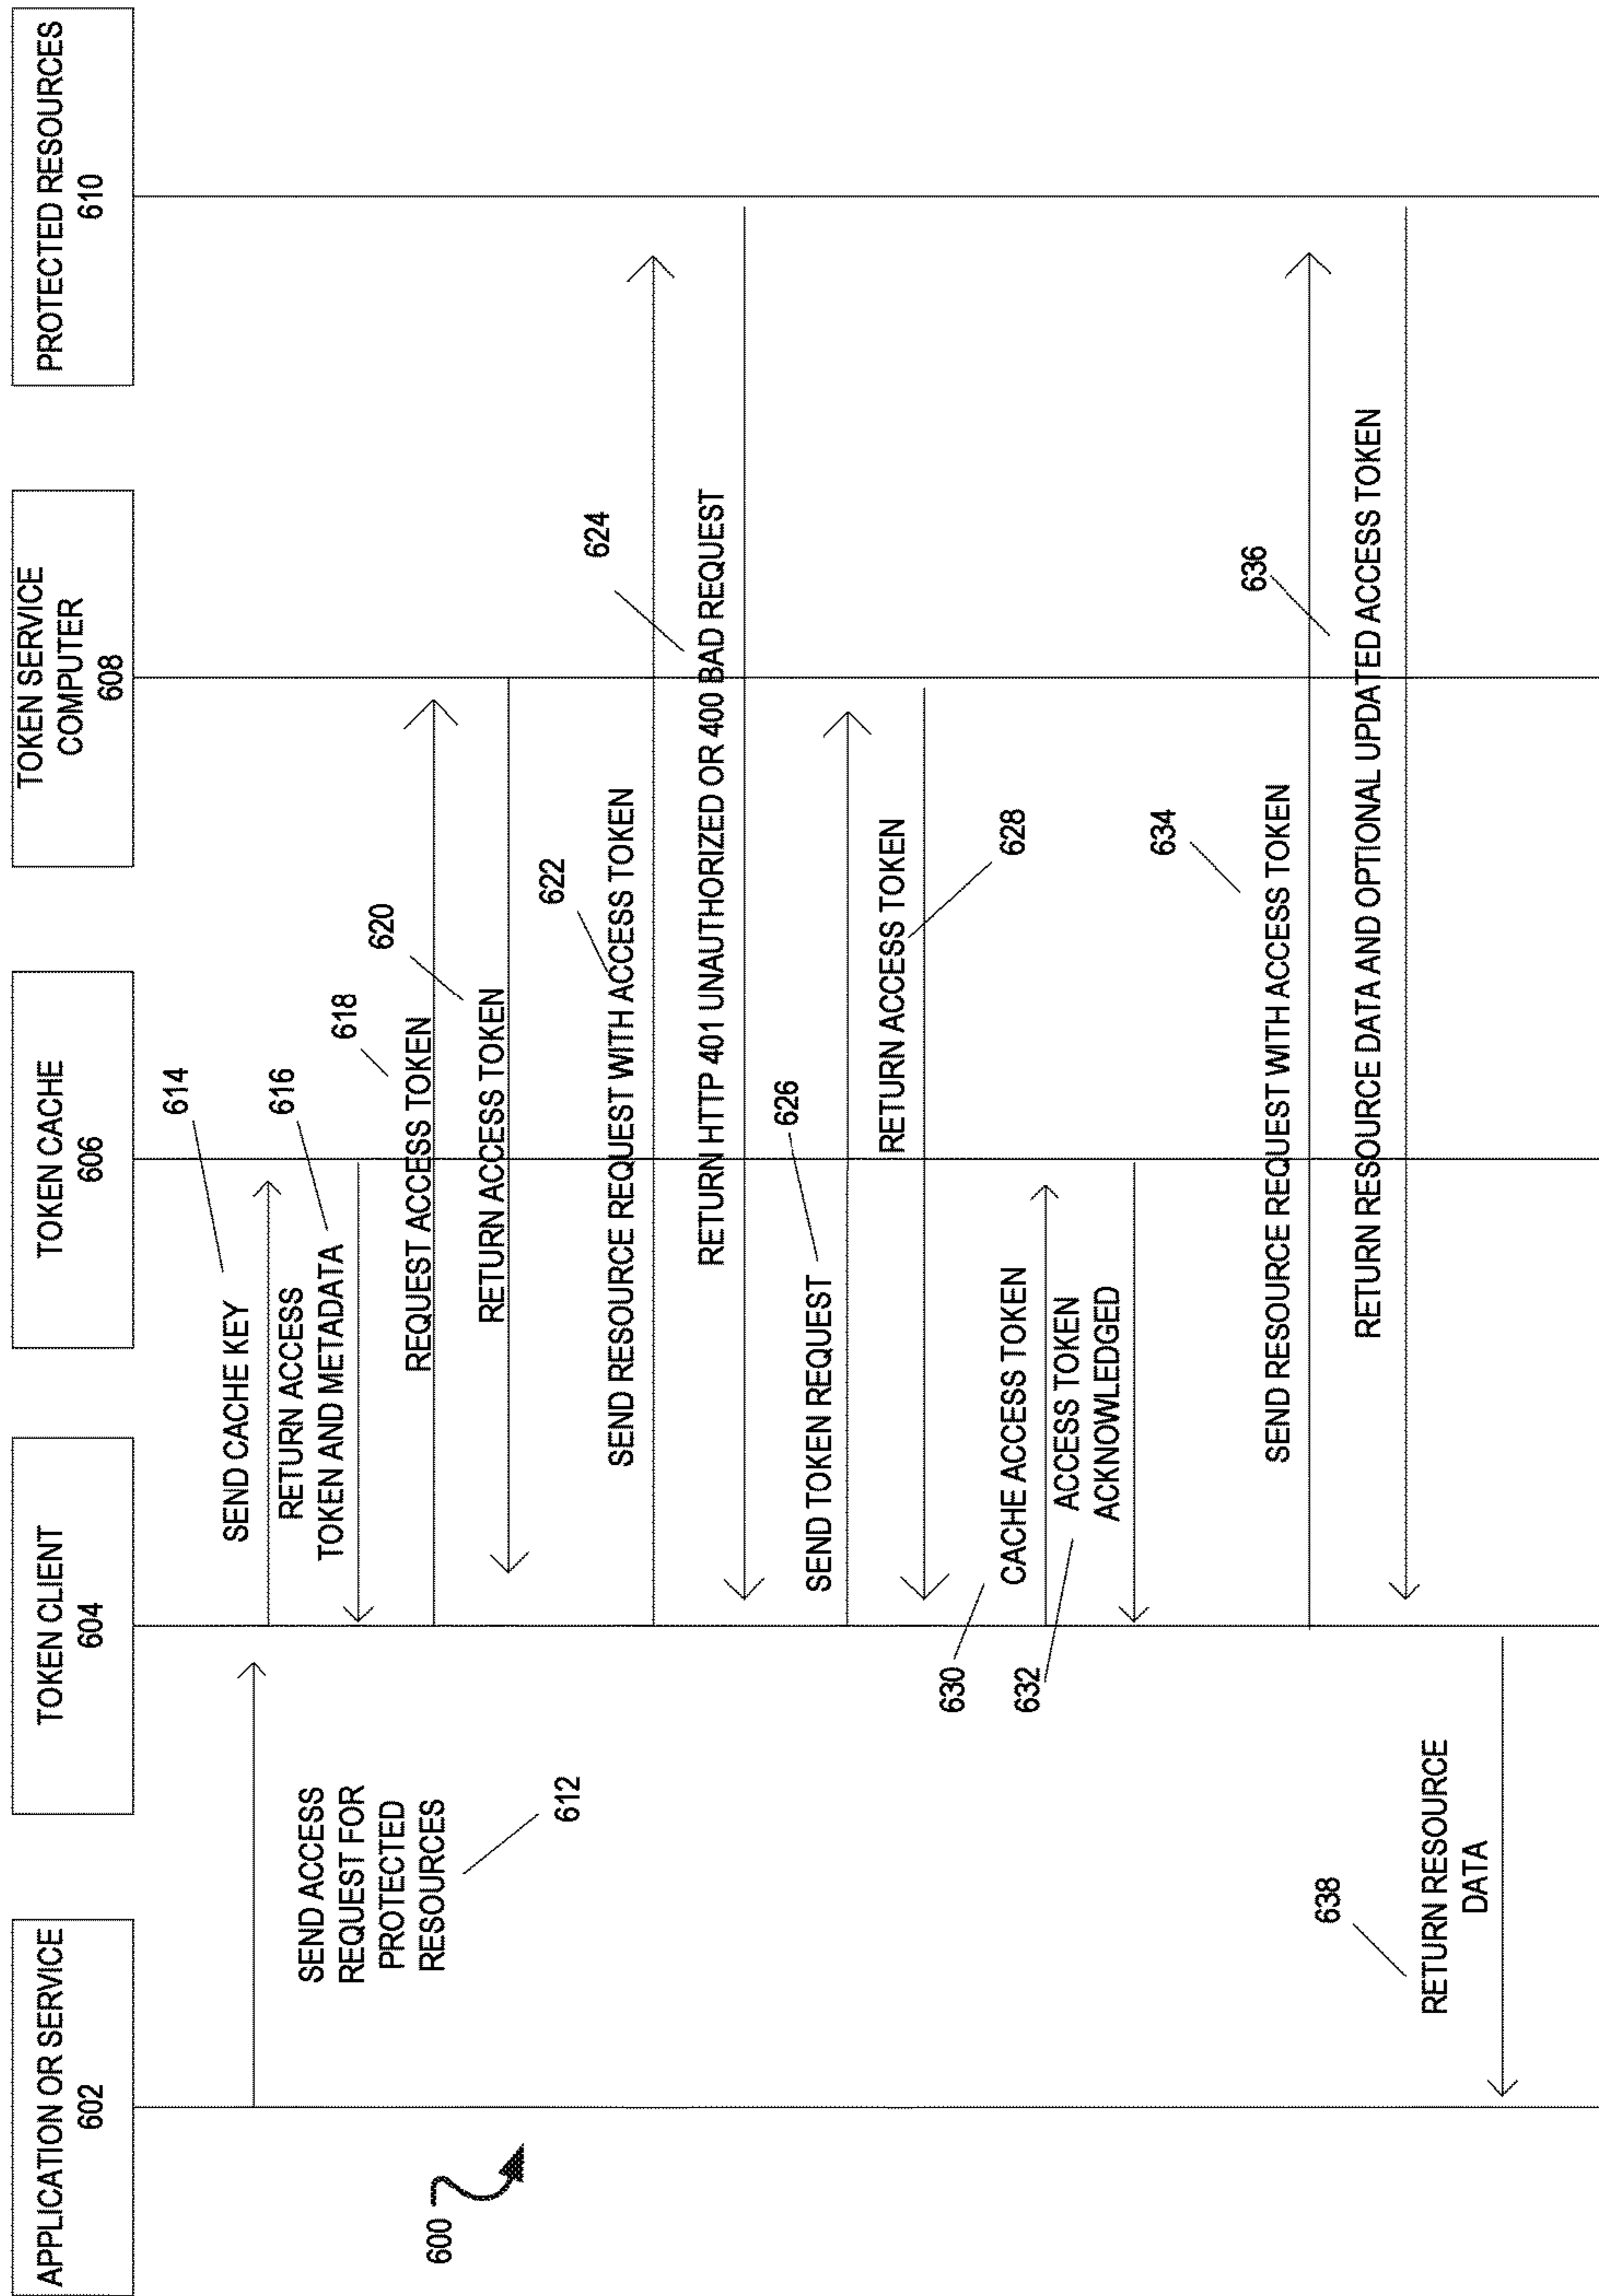 APPLICATION OR SERVICE
602
TOKEN CLIENT
604
TOKEN CACHE
606
TOKEN SERVICE
COMPUTER
608
PROTECTED RESOURCES
610
600
SEND ACCESS
REQUEST FOR
PROTECTED
RESOURCES
612
614
SEND CACHE KEY
616
RETURN ACCESS
TOKEN AND METADATA
618
REQUEST ACCESS TOKEN
620
RETURN ACCESS TOKEN
622
SEND RESOURCE REQUEST WITH ACCESS TOKEN
624
RETURN HTTP 401 UNAUTHORIZED OR 400 BAD REQUEST
626
SEND TOKEN REQUEST
RETURN ACCESS TOKEN
628
630
CACHE ACCESS TOKEN
632
ACCESS TOKEN
ACKNOWLEDGED
634
SEND RESOURCE REQUEST WITH ACCESS TOKEN
636
RETURN RESOURCE DATA AND OPTIONAL UPDATED ACCESS TOKEN
638
RETURN RESOURCE
DATA